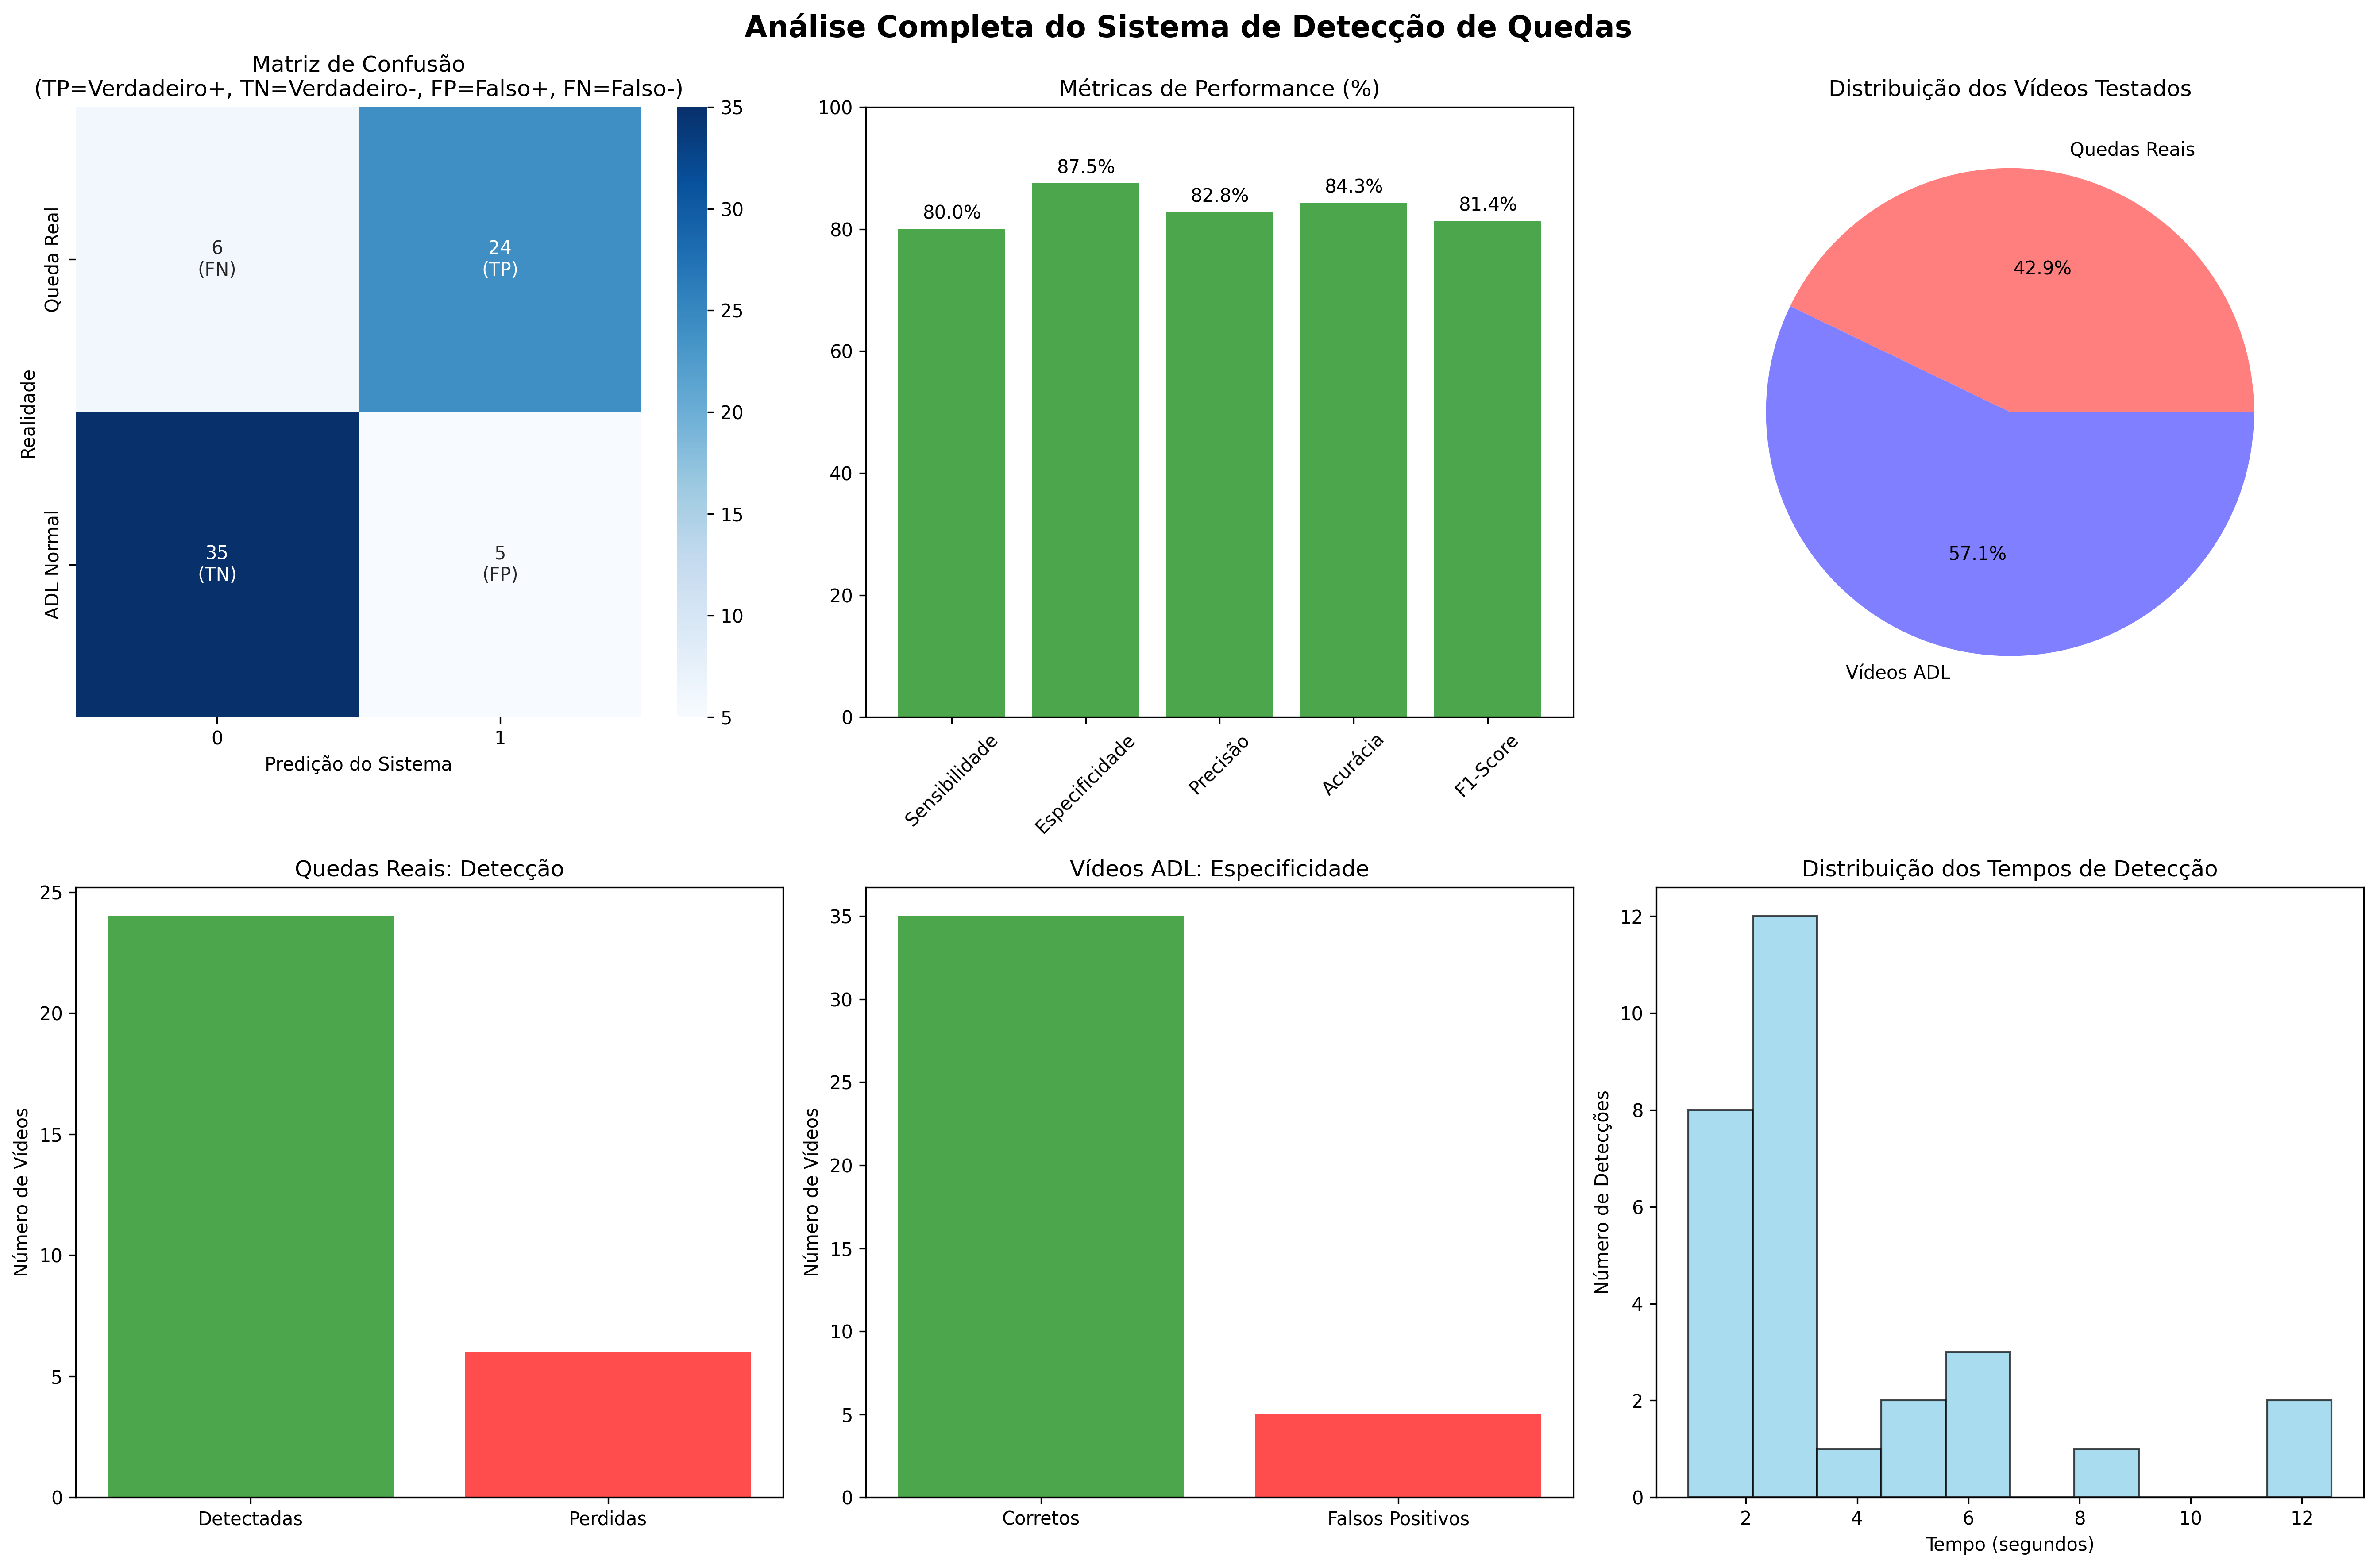 Análise Completa do Sistema de Detecção de Quedas
Matriz de Confusão
(TP=Verdadeiro+, TN=Verdadeiro-, FP=Falso+, FN=Falso-)
Realidade
Queda Real
ADL Normal
6
(FN)
24
(TP)
35
(TN)
5
(FP)
0
1
Predição do Sistema
35
30
25
20
15
10
5
Métricas de Performance (%)
100
80
60
40
20
0
80.0%
87.5%
82.8%
84.3%
81.4%
Sensibilidade
Especificidade
Precisão
Acurácia
F1-Score
Distribuição dos Vídeos Testados
Quedas Reais
42.9%
57.1%
Vídeos ADL
Quedas Reais: Detecção
Número de Vídeos
25
20
15
10
5
0
Detectadas
Perdidas
Vídeos ADL: Especificidade
Número de Vídeos
35
30
25
20
15
10
5
0
Corretos
Falsos Positivos
Distribuição dos Tempos de Detecção
Número de Detecções
12
10
8
6
4
2
0
2
4
6
8
10
12
Tempo (segundos)